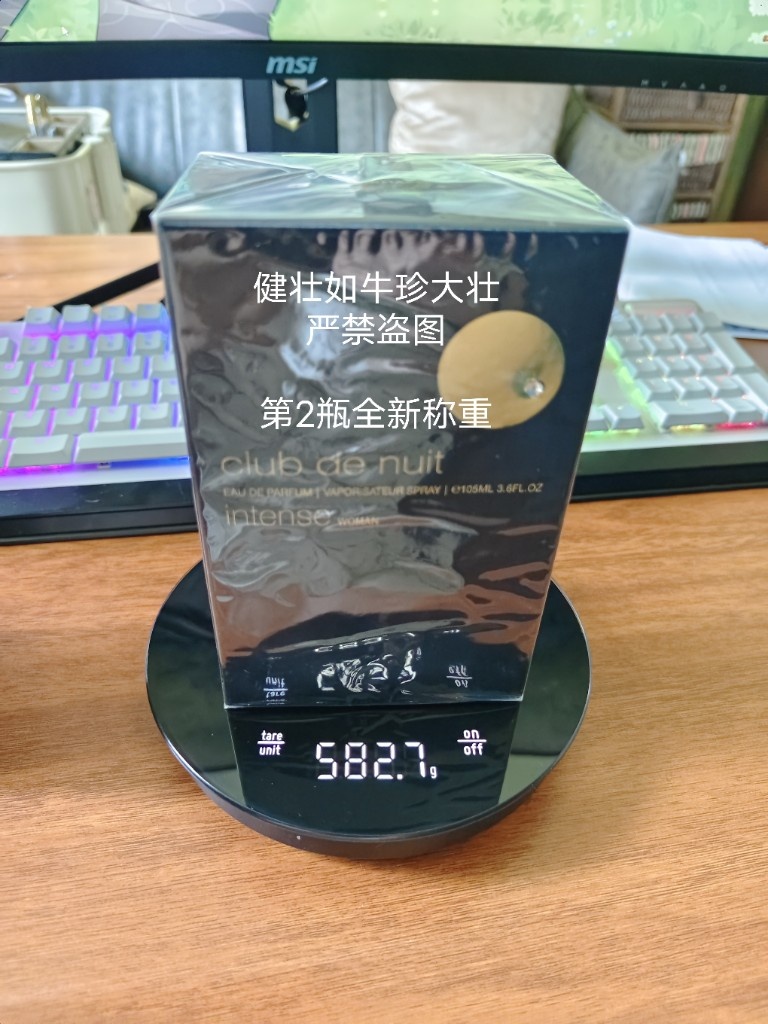 msi
健壮如牛珍大壮
严禁盗图
第2瓶全新称重
club de nuit
EAU DE PARFUM | VAPORISATEUR SPRAY | ℮105ML 3.6FL.OZ
intense WOMAN
tare
unit
582.7g
on
off